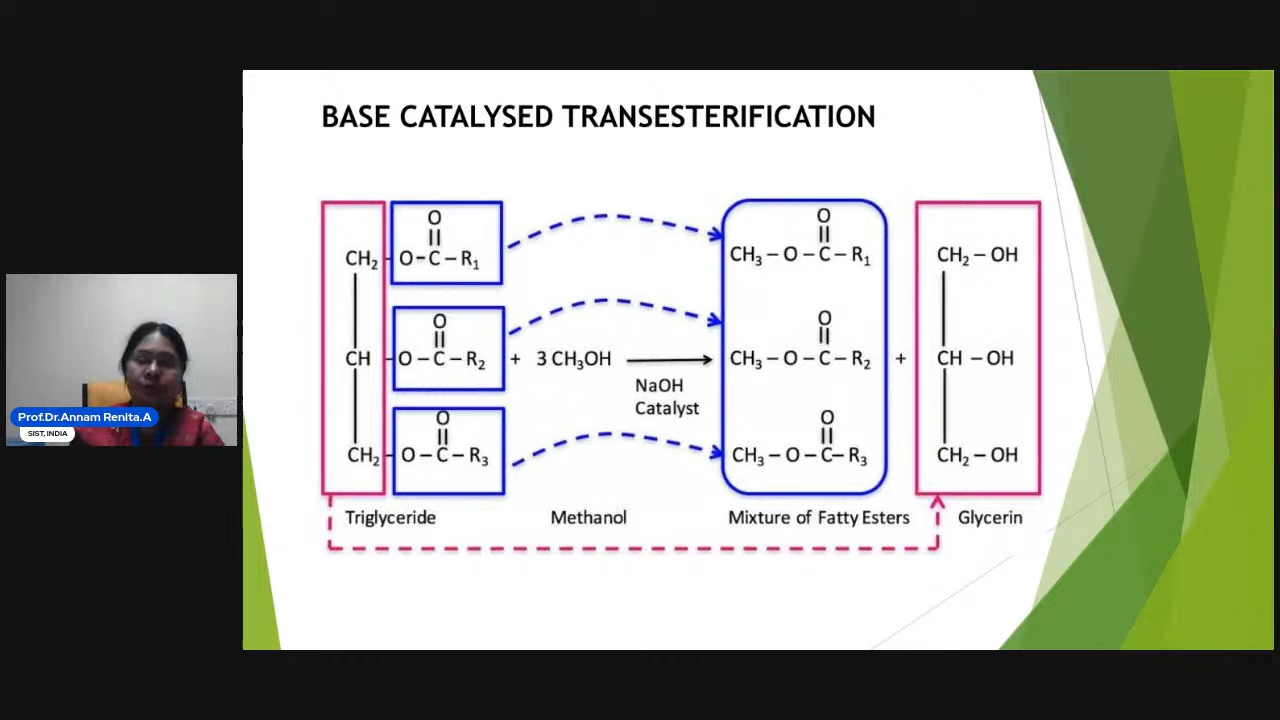 BASE CATALYSED TRANSESTERIFICATION
O
CH₂ - O - C - R₁
O
CH - O - C - R₂ + 3 CH₃OH
CH₂ - O - C - R₃
O
NaOH
Catalyst
O
CH₃ - O - C - R₁
O
CH₃ - O - C - R₂ +
O
CH₃ - O - C - R₃
CH₂ - OH
CH - OH
CH₂ - OH
Triglyceride
Methanol
Mixture of Fatty Esters
Glycerin
Prof.Dr.Annam Renita.A
SIST, INDIA